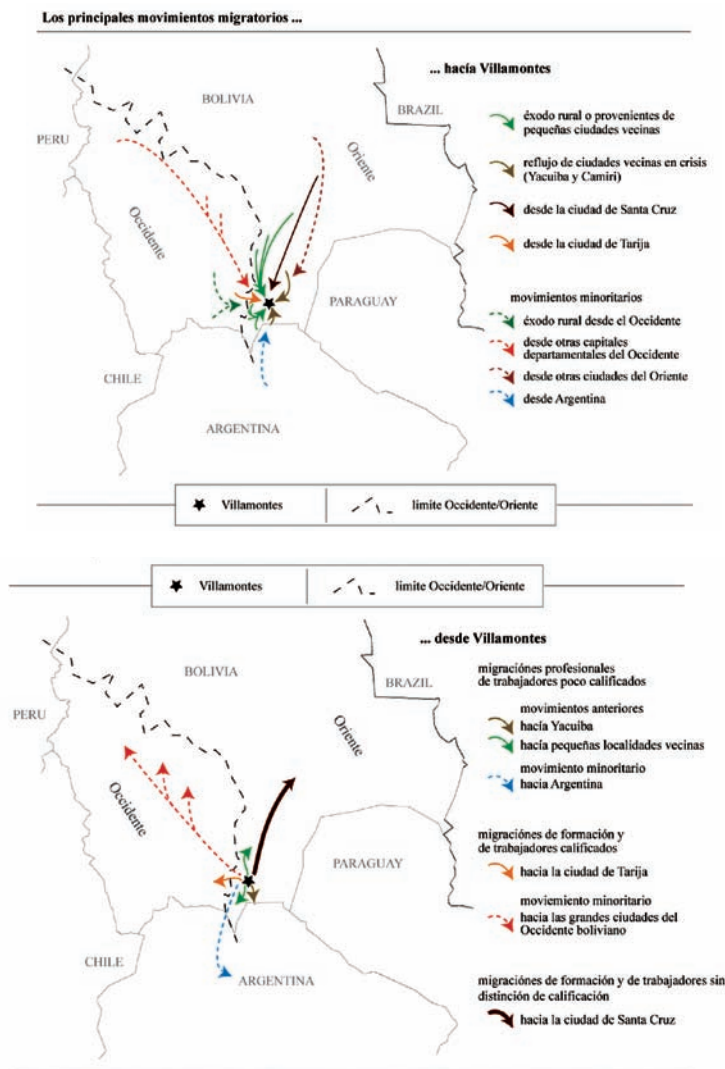 Los principales movimientos migratorios ...
... hacía Villamontes
BOLIVIA
BRAZIL
PERU
Oriente
Occidente
PARAGUAY
CHILE
ARGENTINA
éxodo rural o provenientes de
pequeñas ciudades vecinas
reflujo de ciudades vecinas en crisis
(Yacuiba y Camiri)
desde la ciudad de Santa Cruz
desde la ciudad de Tarija
movimientos minoritarios
éxodo rural desde el Occidente
desde otras capitales
departamentales del Occidente
desde otras ciudades del Oriente
desde Argentina
Villamontes
limite Occidente/Oriente
Villamontes
limite Occidente/Oriente
... desde Villamontes
BOLIVIA
BRAZIL
PERU
Oriente
Occidente
PARAGUAY
CHILE
ARGENTINA
migraciónes profesionales
de trabajadores poco calificados
movimientos anteriores
hacía Yacuiba
hacía pequeñas localidades vecinas
movimiento minoritario
hacia Argentina
migraciónes de formación y
de trabajadores calificados
hacia la ciudad de Tarija
moviemiento minoritario
hacia las grandes ciudades del
Occidente boliviano
migraciónes de formación y de trabajadores sin
distinción de calificación
hacia la ciudad de Santa Cruz